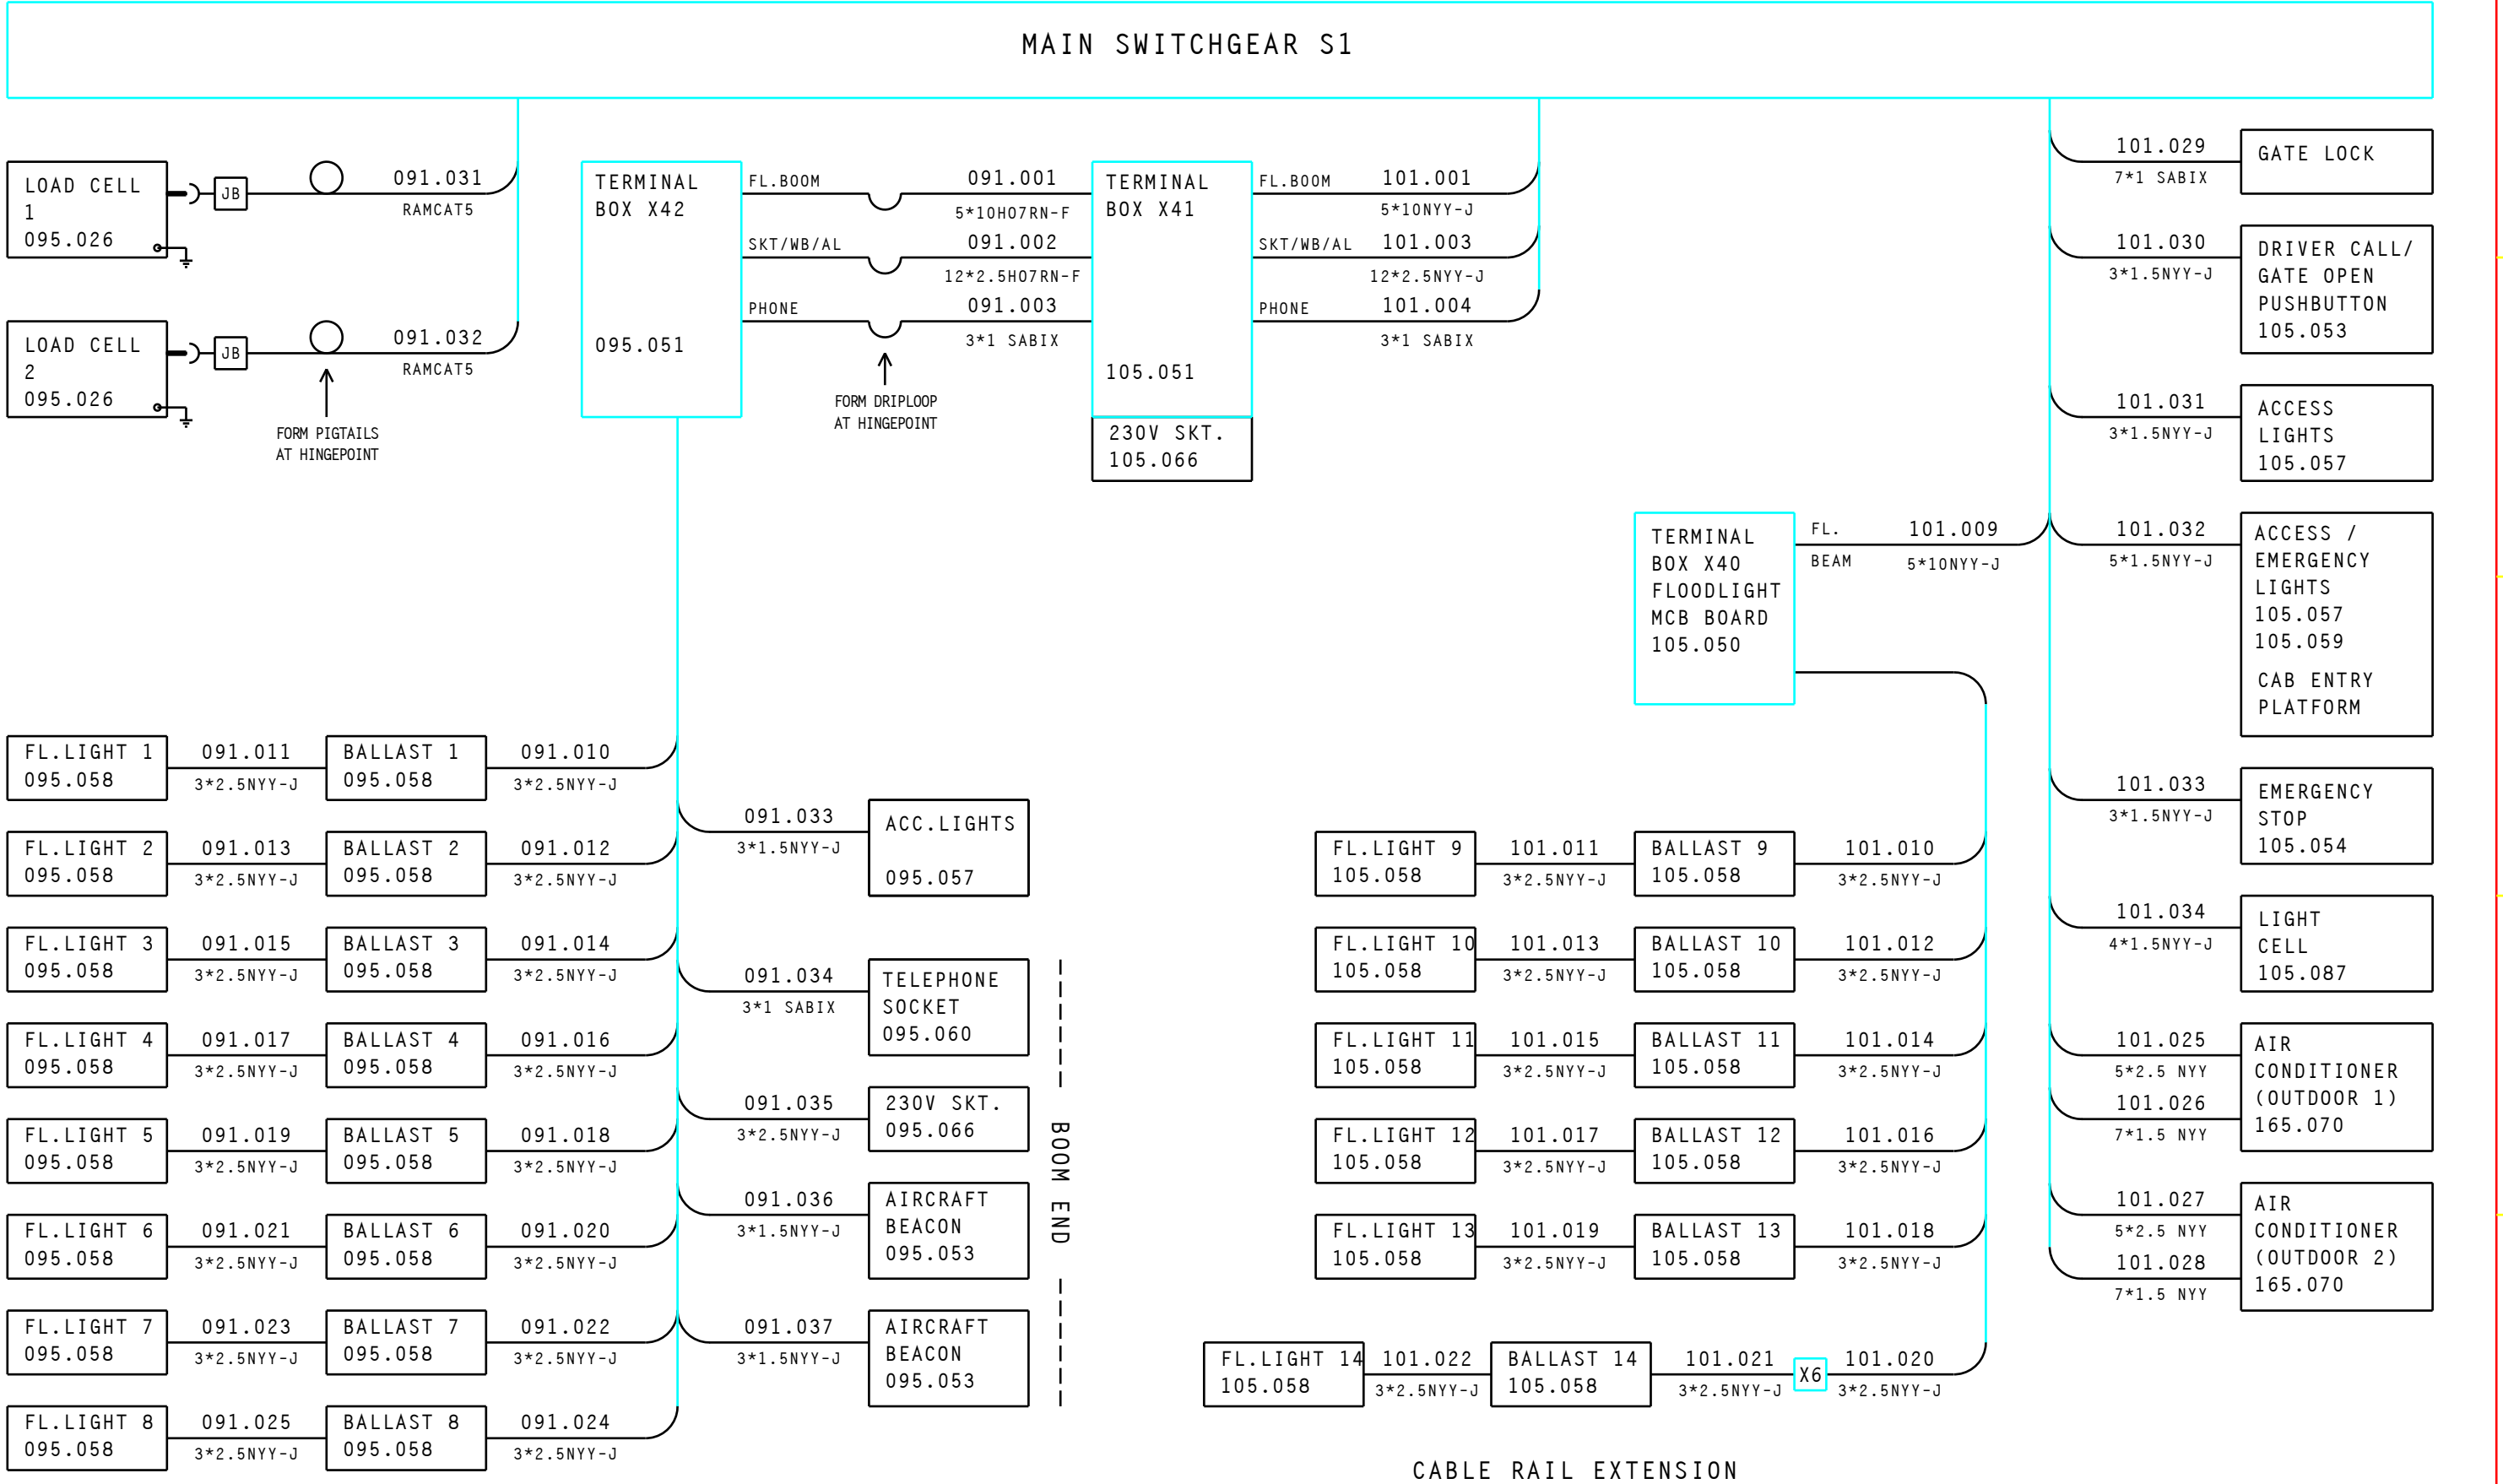 MAIN SWITCHGEAR S1
LOAD CELL
1
095.026
JB
091.031
RAMCAT5
LOAD CELL
2
095.026
JB
091.032
RAMCAT5
FORM PIGTAILS
AT HINGEPOINT
TERMINAL
BOX X42
095.051
FL.BOOM
091.001
5*10H07RN-F
SKT/WB/AL
091.002
12*2.5H07RN-F
PHONE
091.003
3*1 SABIX
FORM DRIPLOOP
AT HINGEPOINT
TERMINAL
BOX X41
105.051
230V SKT.
105.066
FL.BOOM
101.001
5*10NYY-J
SKT/WB/AL
101.003
12*2.5NYY-J
PHONE
101.004
3*1 SABIX
101.029
7*1 SABIX
GATE LOCK
101.030
3*1.5NYY-J
DRIVER CALL/
GATE OPEN
PUSHBUTTON
105.053
101.031
3*1.5NYY-J
ACCESS
LIGHTS
105.057
TERMINAL
BOX X40
FLOODLIGHT
MCB BOARD
105.050
FL.
BEAM
101.009
5*10NYY-J
101.032
5*1.5NYY-J
ACCESS /
EMERGENCY
LIGHTS
105.057
105.059
CAB ENTRY
PLATFORM
101.033
3*1.5NYY-J
EMERGENCY
STOP
105.054
101.034
4*1.5NYY-J
LIGHT
CELL
105.087
101.025
5*2.5 NYY
101.026
7*1.5 NYY
AIR
CONDITIONER
(OUTDOOR 1)
165.070
101.027
5*2.5 NYY
101.028
7*1.5 NYY
AIR
CONDITIONER
(OUTDOOR 2)
165.070
FL.LIGHT 1
095.058
091.011
3*2.5NYY-J
BALLAST 1
095.058
091.010
3*2.5NYY-J
FL.LIGHT 2
095.058
091.013
3*2.5NYY-J
BALLAST 2
095.058
091.012
3*2.5NYY-J
FL.LIGHT 3
095.058
091.015
3*2.5NYY-J
BALLAST 3
095.058
091.014
3*2.5NYY-J
FL.LIGHT 4
095.058
091.017
3*2.5NYY-J
BALLAST 4
095.058
091.016
3*2.5NYY-J
FL.LIGHT 5
095.058
091.019
3*2.5NYY-J
BALLAST 5
095.058
091.018
3*2.5NYY-J
FL.LIGHT 6
095.058
091.021
3*2.5NYY-J
BALLAST 6
095.058
091.020
3*2.5NYY-J
FL.LIGHT 7
095.058
091.023
3*2.5NYY-J
BALLAST 7
095.058
091.022
3*2.5NYY-J
FL.LIGHT 8
095.058
091.025
3*2.5NYY-J
BALLAST 8
095.058
091.024
3*2.5NYY-J
091.033
3*1.5NYY-J
ACC.LIGHTS
095.057
091.034
3*1 SABIX
TELEPHONE
SOCKET
095.060
091.035
3*2.5NYY-J
230V SKT.
095.066
091.036
3*1.5NYY-J
AIRCRAFT
BEACON
095.053
091.037
3*1.5NYY-J
AIRCRAFT
BEACON
095.053
BOOM END
FL.LIGHT 9
105.058
101.011
3*2.5NYY-J
BALLAST 9
105.058
101.010
3*2.5NYY-J
FL.LIGHT 10
105.058
101.013
3*2.5NYY-J
BALLAST 10
105.058
101.012
3*2.5NYY-J
FL.LIGHT 11
105.058
101.015
3*2.5NYY-J
BALLAST 11
105.058
101.014
3*2.5NYY-J
FL.LIGHT 12
105.058
101.017
3*2.5NYY-J
BALLAST 12
105.058
101.016
3*2.5NYY-J
FL.LIGHT 13
105.058
101.019
3*2.5NYY-J
BALLAST 13
105.058
101.018
3*2.5NYY-J
FL.LIGHT 14
105.058
101.022
3*2.5NYY-J
BALLAST 14
105.058
101.021
3*2.5NYY-J
X6
101.020
3*2.5NYY-J
CABLE RAIL EXTENSION